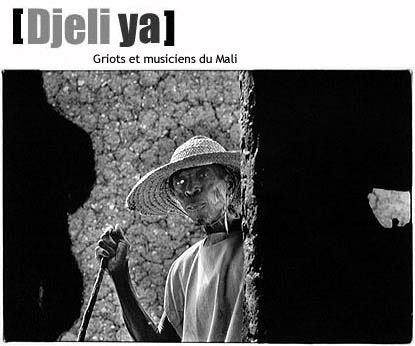 [Djeli ya]
Griots et musiciens du Mali